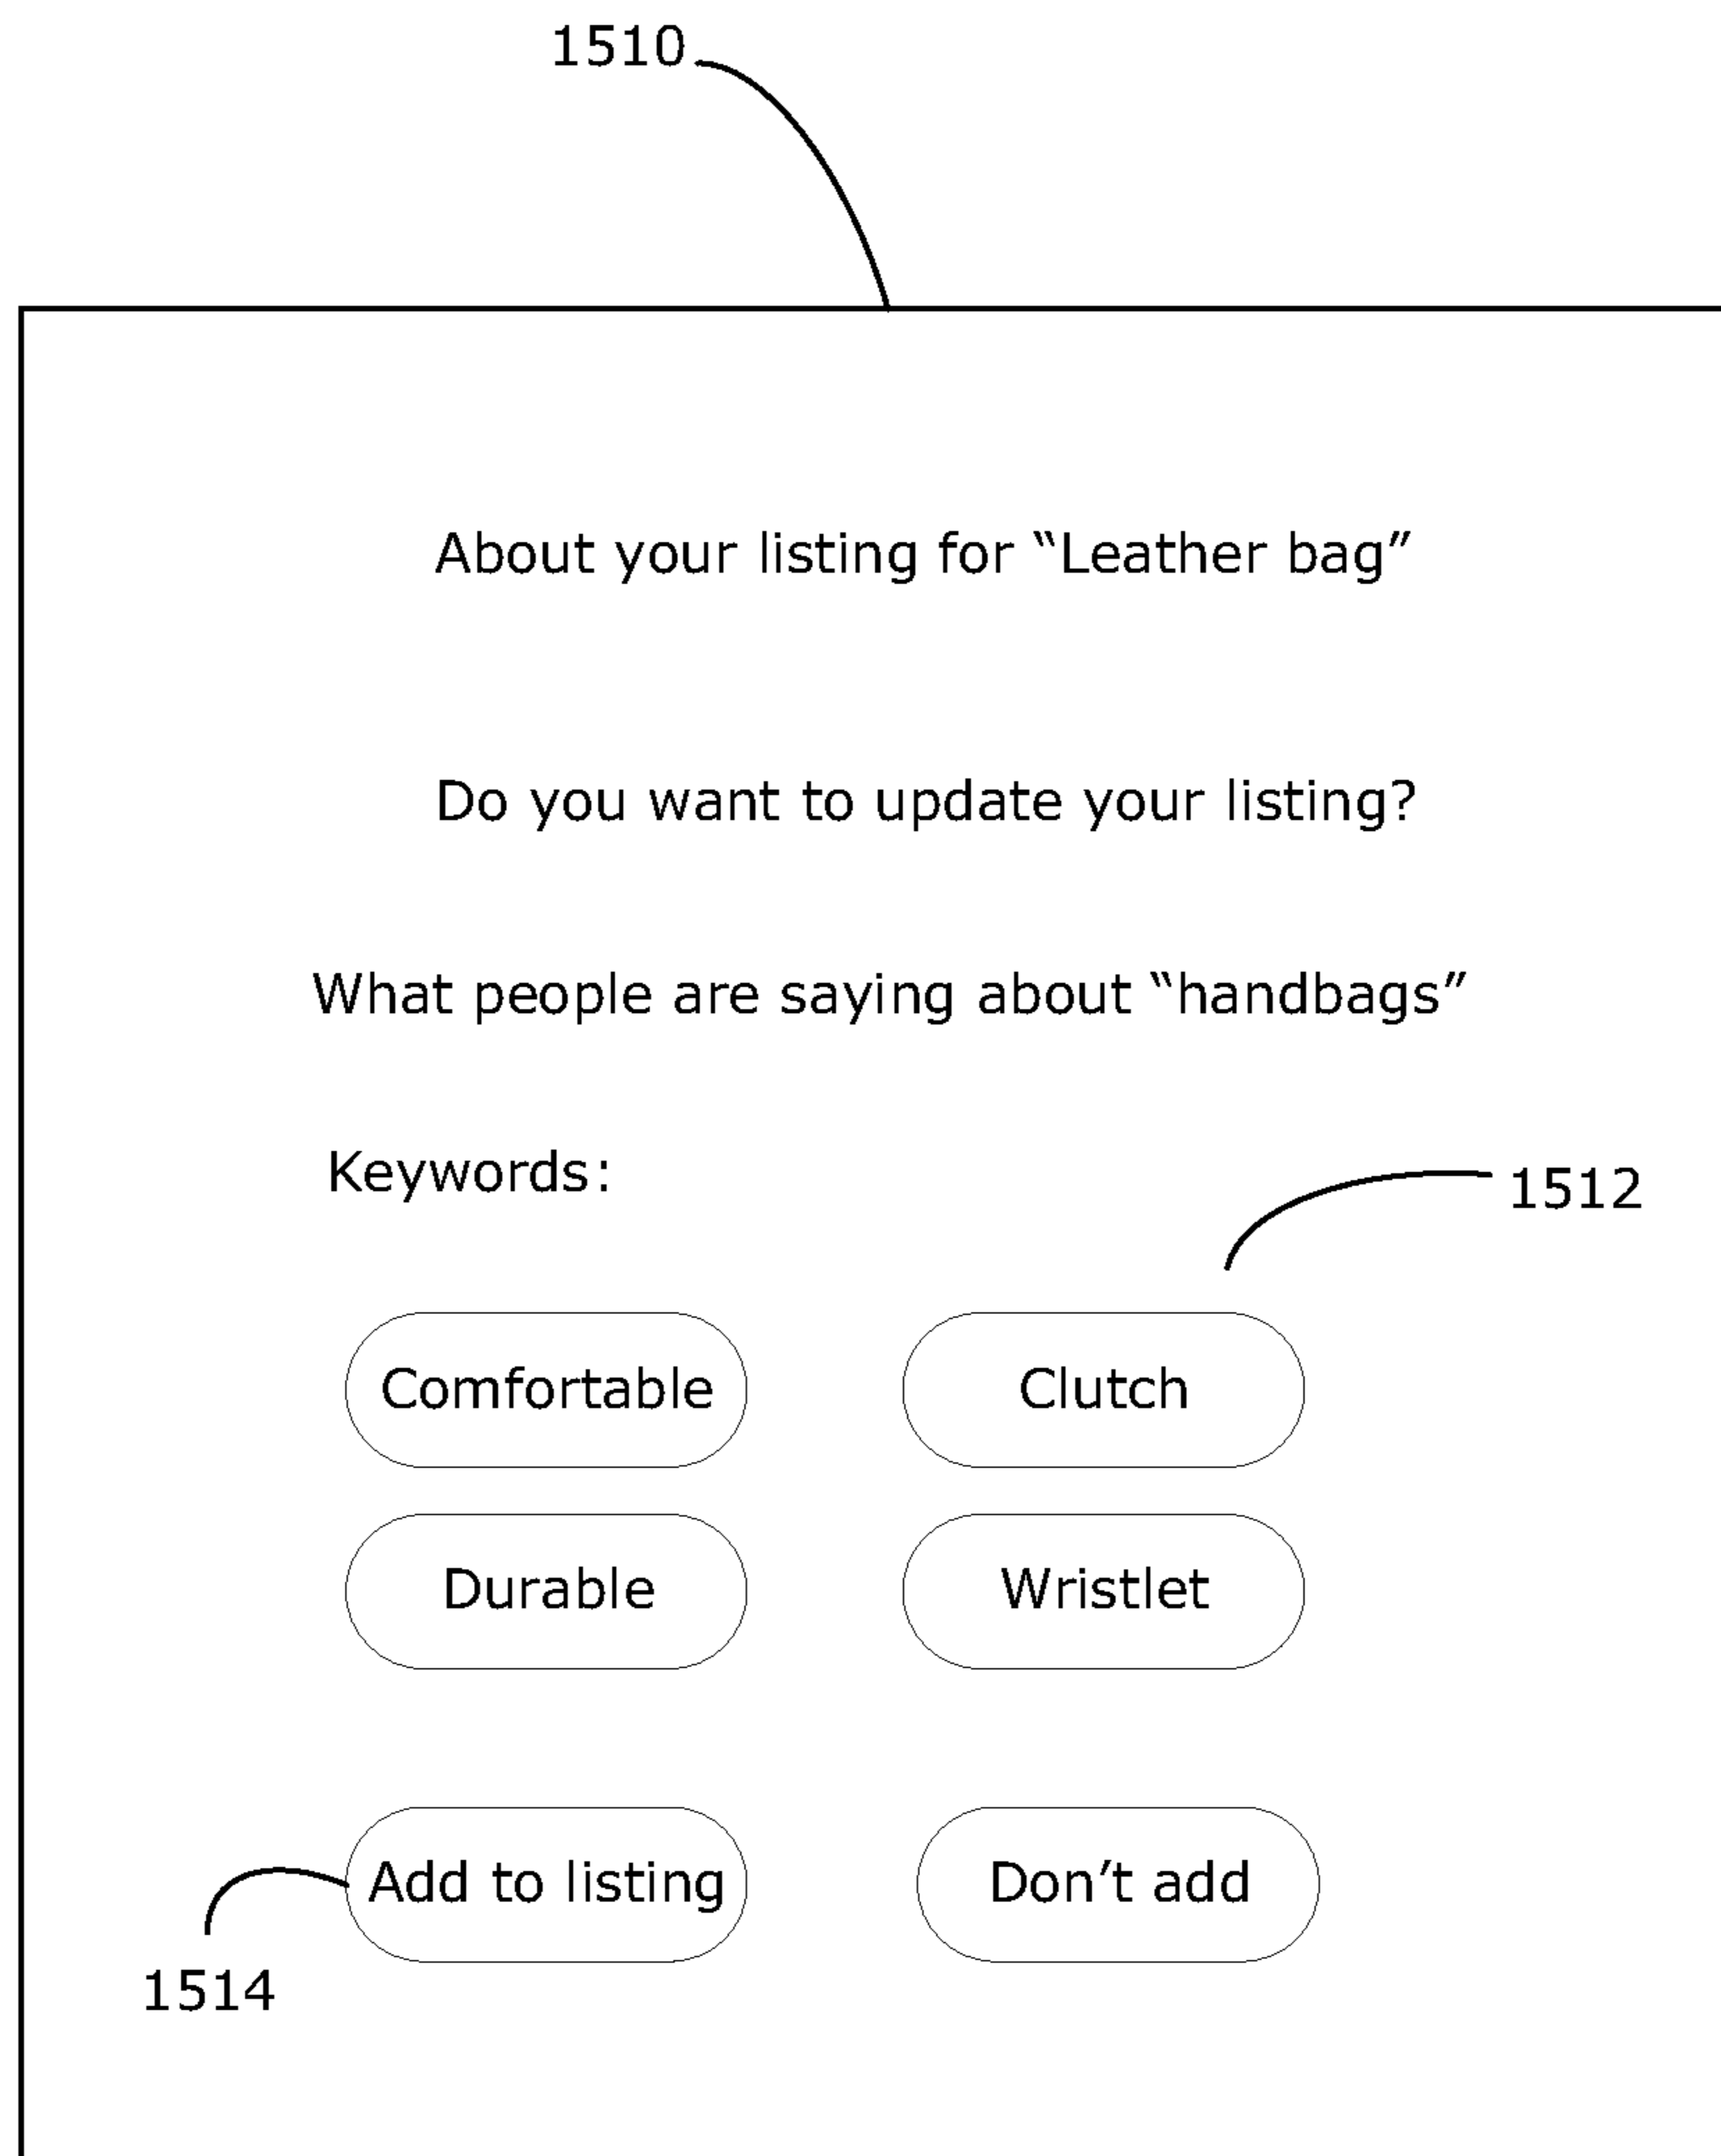 1510
About your listing for “Leather bag”
Do you want to update your listing?
What people are saying about “handbags”
Keywords:
1512
Comfortable
Clutch
Durable
Wristlet
Add to listing
Don’t add
1514